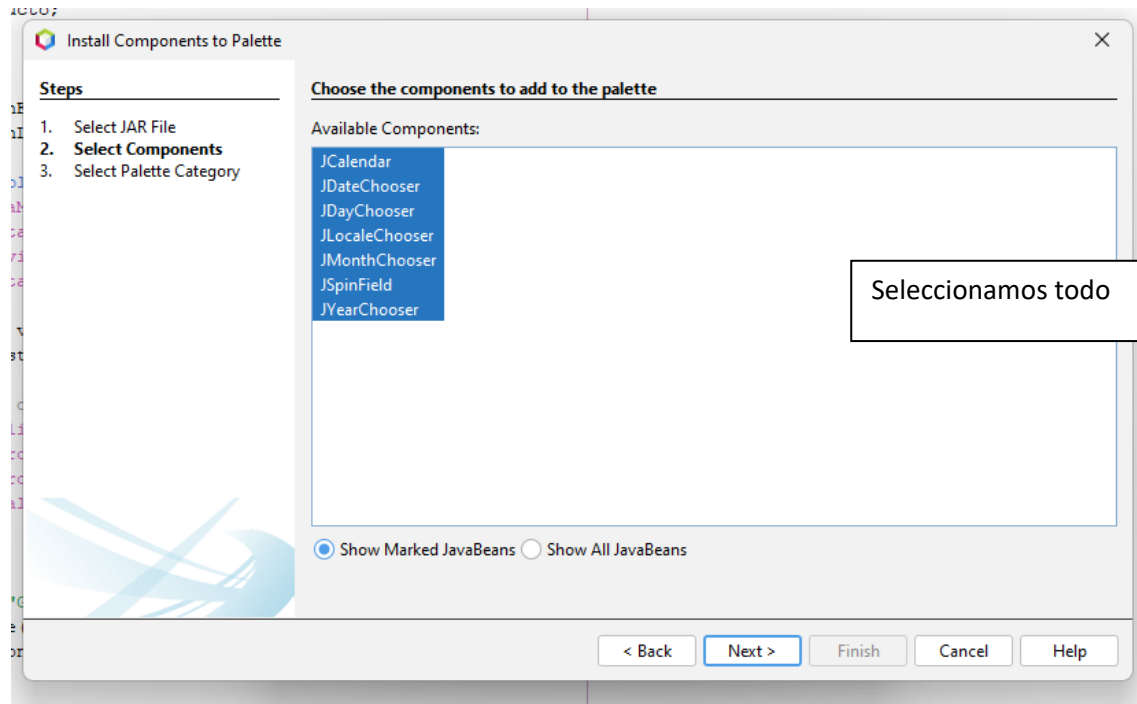 Install Components to Palette
Steps
1. Select JAR File
2. Select Components
3. Select Palette Category
Choose the components to add to the palette
Available Components:
JCalendar
JDateChooser
JDayChooser
JLocaleChooser
JMonthChooser
JSpinField
JYearChooser
Seleccionamos todo
Show Marked JavaBeans Show All JavaBeans
< Back Next > Finish Cancel Help